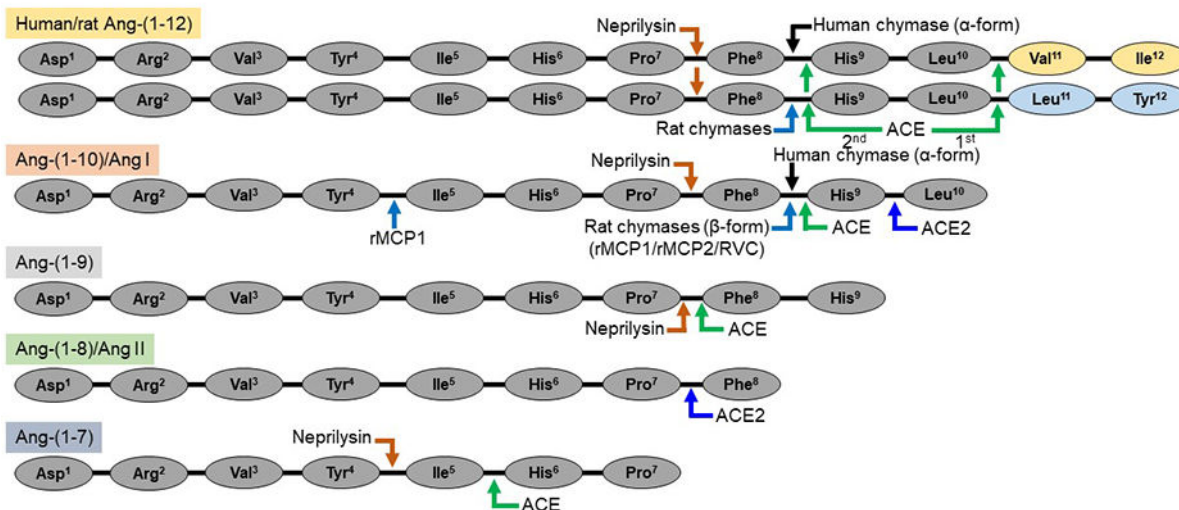 Human/rat Ang-(1-12)
Neprilysin
Human chymase (α-form)
Asp¹ Arg² Val³ Tyr⁴ Ile⁵ His⁶ Pro⁷ Phe⁸ His⁹ Leu¹⁰ Val¹¹ Ile¹²
Asp¹ Arg² Val³ Tyr⁴ Ile⁵ His⁶ Pro⁷ Phe⁸ His⁹ Leu¹⁰ Leu¹¹ Tyr¹²
Rat chymases
2nd ACE 1st
Ang-(1-10)/Ang I
Neprilysin
Human chymase (α-form)
Asp¹ Arg² Val³ Tyr⁴ Ile⁵ His⁶ Pro⁷ Phe⁸ His⁹ Leu¹⁰
rMCP1
Rat chymases (β-form)
(rMCP1/rMCP2/RVC)
ACE
ACE2
Ang-(1-9)
Asp¹ Arg² Val³ Tyr⁴ Ile⁵ His⁶ Pro⁷ Phe⁸ His⁹
Neprilysin
ACE
Ang-(1-8)/Ang II
Asp¹ Arg² Val³ Tyr⁴ Ile⁵ His⁶ Pro⁷ Phe⁸
ACE2
Ang-(1-7)
Neprilysin
Asp¹ Arg² Val³ Tyr⁴ Ile⁵ His⁶ Pro⁷
ACE